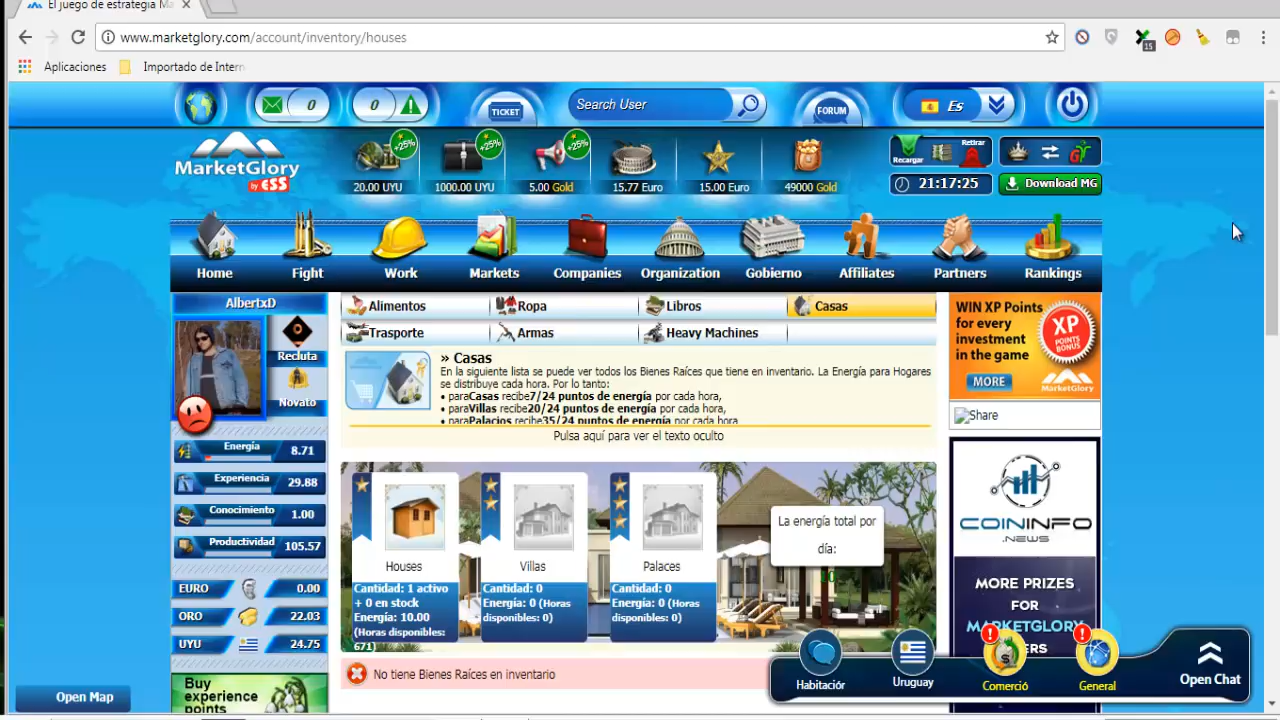 El juego de estrategia Ma
www.marketglory.com/account/inventory/houses
15
Aplicaciones
Importado de Intern
0
0
TICKET
Search User
FORUM
Es
MarketGlory
by ESS
+25%
+25%
+25%
20.00 UYU
1000.00 UYU
5.00 Gold
15.77 Euro
15.00 Euro
49000 Gold
Recargar
Retirar
21:17:25
Download MG
Home
Fight
Work
Markets
Companies
Organization
Gobierno
Affiliates
Partners
Rankings
AlbertxD
Recluta
Novato
Energía 8.71
Experiencia 29.88
Conocimiento 1.00
Productividad 105.57
EURO 0.00
ORO 22.03
UYU 24.75
Buy
experience
points
Open Map
Alimentos
Ropa
Libros
Casas
Trasporte
Armas
Heavy Machines
» Casas
En la siguiente lista se puede ver todos los Bienes Raíces que tiene en inventario. La Energía para Hogares
se distribuye cada hora. Por lo tanto:
• paraCasas recibe7/24 puntos de energía por cada hora,
• paraVillas recibe20/24 puntos de energía por cada hora,
• paraPalacios recibe35/24 puntos de energía por cada hora,
Pulsa aquí para ver el texto oculto
Houses
Cantidad: 1 activo
+ 0 en stock
Energía: 10.00
(Horas
disponibles:
671)
Villas
Cantidad: 0
Energía: 0 (Horas
disponibles: 0)
Palaces
Cantidad: 0
Energía: 0 (Horas
disponibles: 0)
La energía total por
día:
No tiene Bienes Raíces en inventario
WIN XP Points
for every
investment
in the game
XP
POINTS
BONUS
MORE
MarketGlory
Share
COININFO
.NEWS
MORE PRIZES
FOR
MARKETGLORY
Habitación
Uruguay
Comerció
General
Open Chat